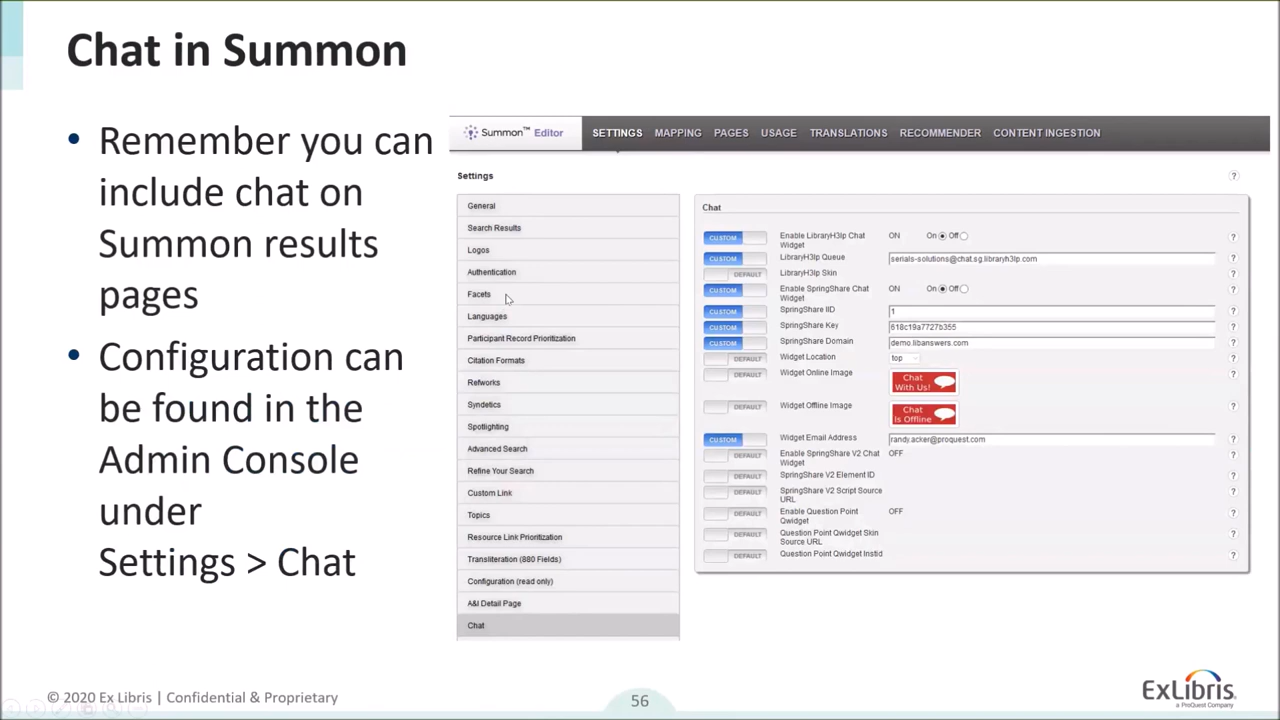 Chat in Summon
• Remember you can
include chat on
Summon results
pages
• Configuration can
be found in the
Admin Console
under
Settings > Chat
Summon™ Editor SETTINGS MAPPING PAGES USAGE TRANSLATIONS RECOMMENDER CONTENT INGESTION
Settings ?
General
Search Results
Logos
Authentication
Facets
Languages
Participant Record Prioritization
Citation Formats
Refworks
Syndetics
Spotlighting
Advanced Search
Refine Your Search
Custom Link
Topics
Resource Link Prioritization
Transliteration (880 Fields)
Configuration (read only)
A&I Detail Page
Chat
Chat
CUSTOM Enable LibraryH3lp Chat ON On Off ?
Widget
CUSTOM LibraryH3lp Queue serials-solutions@chat.sg.libraryh3lp.com ?
DEFAULT LibraryH3lp Skin ?
CUSTOM Enable SpringShare Chat ON On Off ?
Widget
CUSTOM SpringShare IID 1 ?
CUSTOM SpringShare Key 618c19a7727b355 ?
CUSTOM SpringShare Domain demo.libanswers.com ?
DEFAULT Widget Location top ?
DEFAULT Widget Online Image ?
Chat
With Us!
DEFAULT Widget Offline Image ?
Chat
Is Offline
CUSTOM Widget Email Address randy.acker@proquest.com ?
DEFAULT Enable SpringShare V2 Chat OFF ?
Widget
DEFAULT SpringShare V2 Element ID ?
DEFAULT SpringShare V2 Script Source ?
URL
DEFAULT Enable Question Point OFF ?
Qwidget
DEFAULT Question Point Qwidget Skin ?
Source URL
DEFAULT Question Point Qwidget Instid ?
© 2020 Ex Libris | Confidential & Proprietary
56
ExLibris.
a ProQuest Company